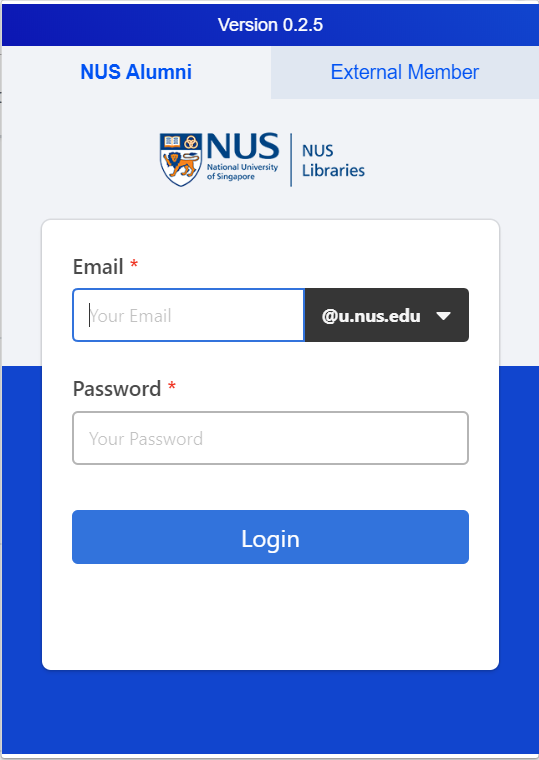 Version 0.2.5
NUS Alumni External Member
NUS
National University
of Singapore
NUS
Libraries
Email *
Your Email @u.nus.edu
Password *
Your Password
Login